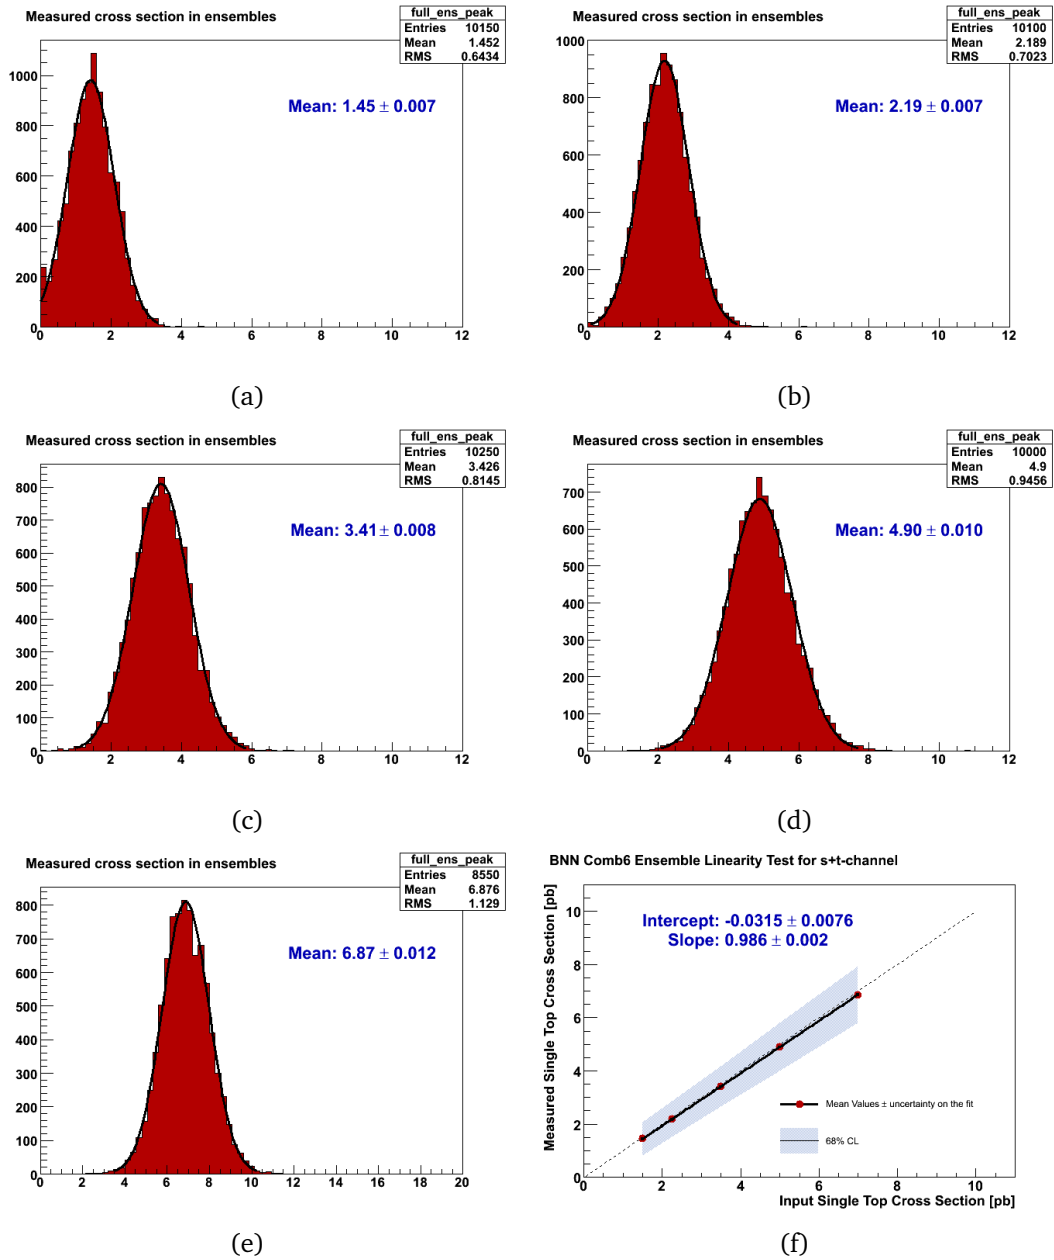 Measured cross section in ensembles
full_ens_peak
Entries 10150
Mean 1.452
RMS 0.6434
Mean: 1.45 ± 0.007
1000
800
600
400
200
0
0 2 4 6 8 10 12
(a)
Measured cross section in ensembles
full_ens_peak
Entries 10100
Mean 2.189
RMS 0.7023
Mean: 2.19 ± 0.007
1000
800
600
400
200
0
0 2 4 6 8 10 12
(b)
Measured cross section in ensembles
full_ens_peak
Entries 10250
Mean 3.426
RMS 0.8145
Mean: 3.41 ± 0.008
800
700
600
500
400
300
200
100
0
0 2 4 6 8 10 12
(c)
Measured cross section in ensembles
full_ens_peak
Entries 10000
Mean 4.9
RMS 0.9456
Mean: 4.90 ± 0.010
700
600
500
400
300
200
100
0
0 2 4 6 8 10 12
(d)
Measured cross section in ensembles
full_ens_peak
Entries 8550
Mean 6.876
RMS 1.129
Mean: 6.87 ± 0.012
800
700
600
500
400
300
200
100
0
0 2 4 6 8 10 12 14 16 18 20
(e)
BNN Comb6 Ensemble Linearity Test for s+t-channel
Measured Single Top Cross Section [pb]
Intercept: -0.0315 ± 0.0076
Slope: 0.986 ± 0.002
10
8
6
4
2
0
Mean Values ± uncertainty on the fit
68% CL
0 2 4 6 8 10
Input Single Top Cross Section [pb]
(f)